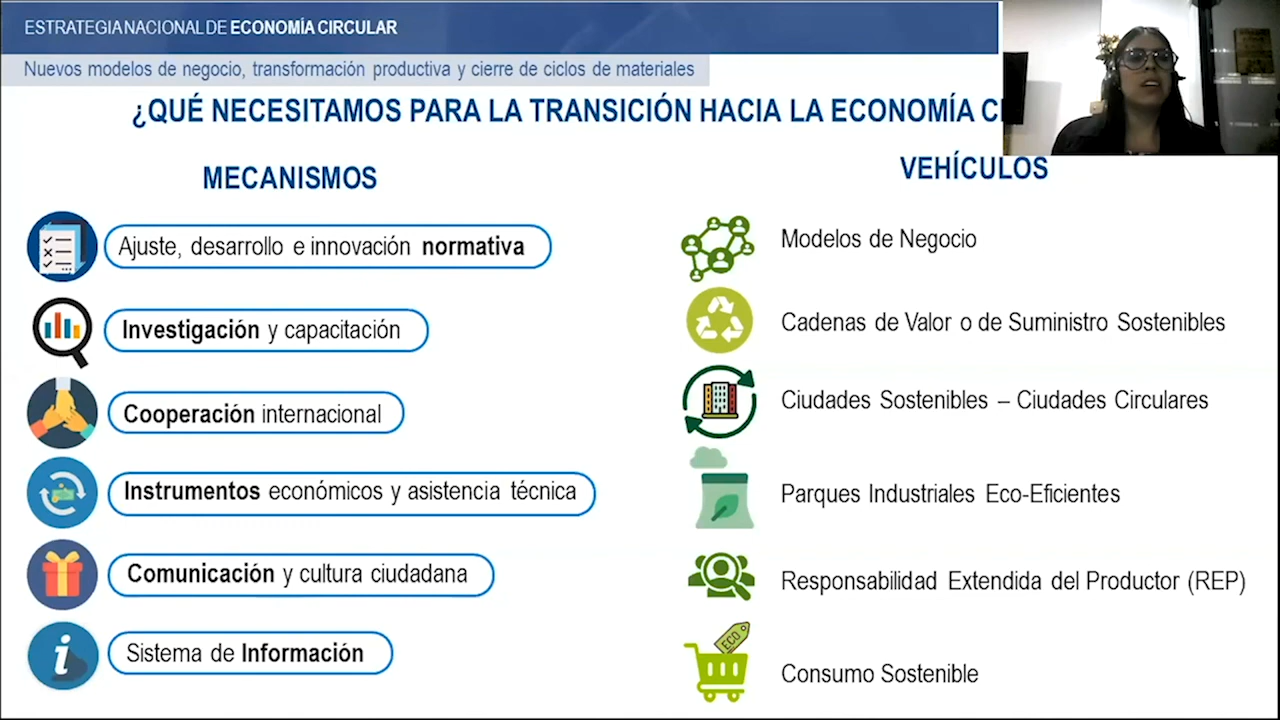 ESTRATEGIA NACIONAL DE ECONOMÍA CIRCULAR
Nuevos modelos de negocio, transformación productiva y cierre de ciclos de materiales
¿QUÉ NECESITAMOS PARA LA TRANSICIÓN HACIA LA ECONOMÍA
MECANISMOS
Ajuste, desarrollo e innovación normativa
Investigación y capacitación
Cooperación internacional
Instrumentos económicos y asistencia técnica
Comunicación y cultura ciudadana
Sistema de Información
VEHÍCULOS
Modelos de Negocio
Cadenas de Valor o de Suministro Sostenibles
Ciudades Sostenibles – Ciudades Circulares
Parques Industriales Eco-Eficientes
Responsabilidad Extendida del Productor (REP)
ECO
Consumo Sostenible